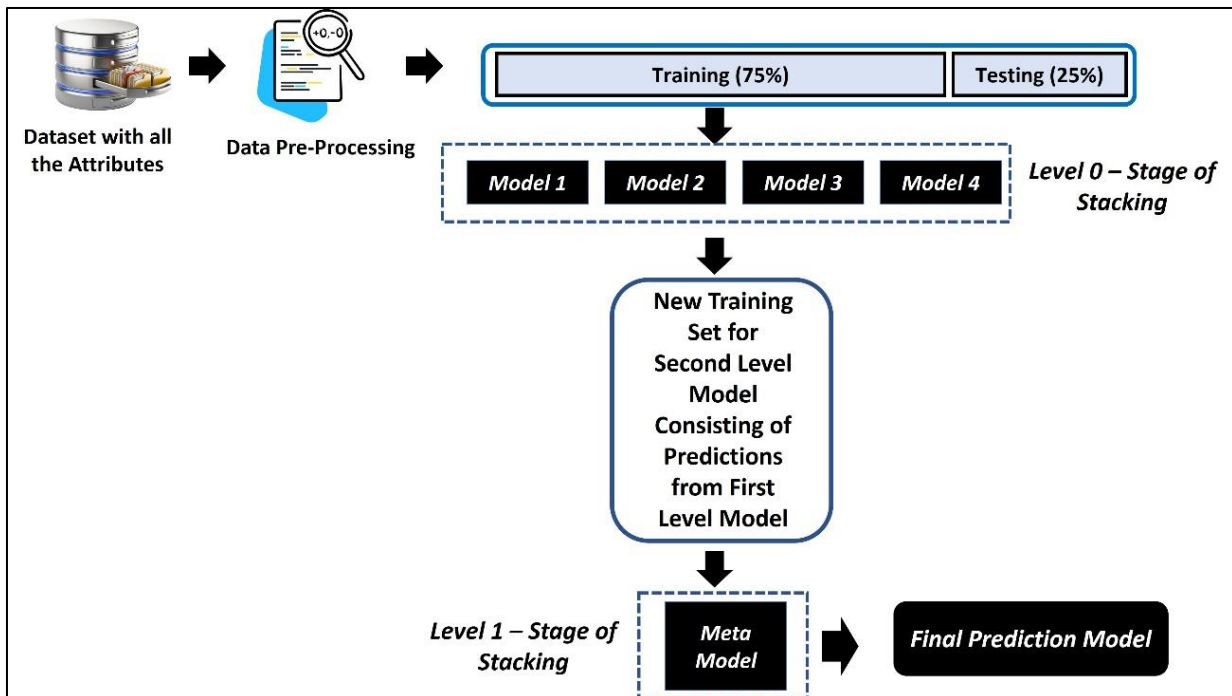 +0,-0
Training (75%)
Testing (25%)
Dataset with all
the Attributes
Data Pre-Processing
Model 1
Model 2
Model 3
Model 4
Level 0 – Stage of
Stacking
New Training
Set for
Second Level
Model
Consisting of
Predictions
from First
Level Model
Level 1 – Stage of
Stacking
Meta
Model
Final Prediction Model